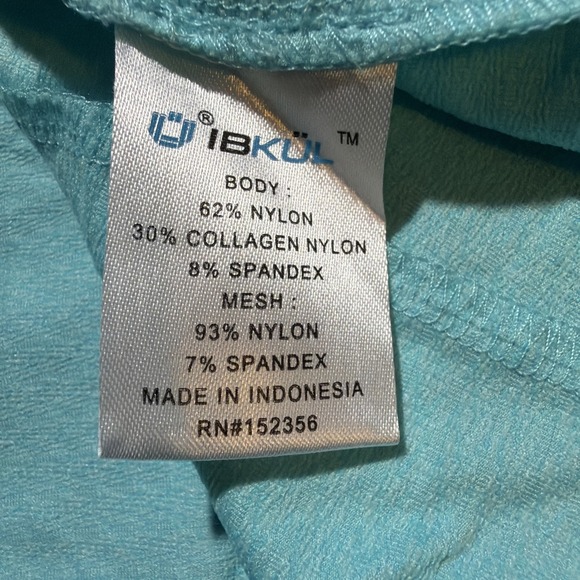 ® IBKÜL ™
BODY :
62% NYLON
30% COLLAGEN NYLON
8% SPANDEX
MESH :
93% NYLON
7% SPANDEX
MADE IN INDONESIA
RN#152356